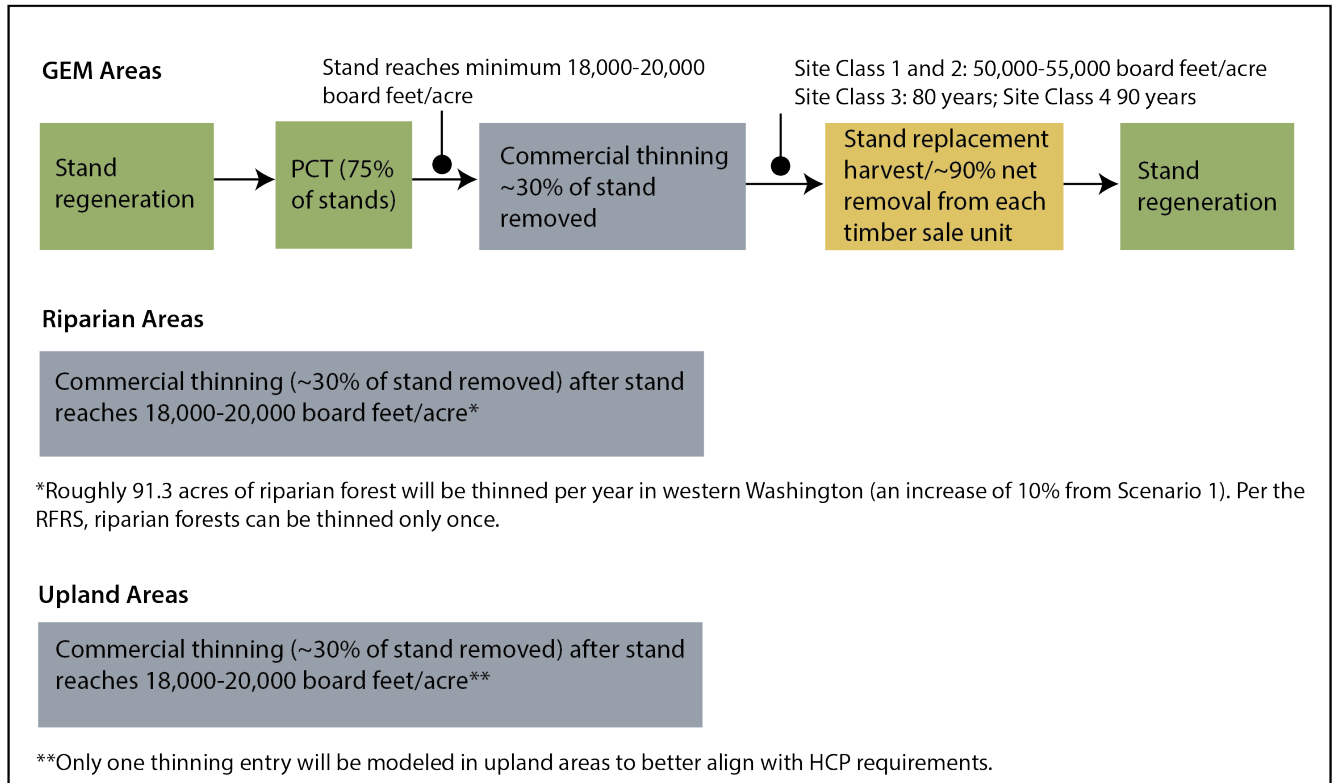 GEM Areas
Stand reaches minimum 18,000-20,000
board feet/acre
Site Class 1 and 2: 50,000-55,000 board feet/acre
Site Class 3: 80 years; Site Class 4 90 years
Stand
regeneration
PCT (75%
of stands)
Commercial thinning
~30% of stand
removed
Stand replacement
harvest/~90% net
removal from each
timber sale unit
Stand
regeneration
Riparian Areas
Commercial thinning (~30% of stand removed) after stand
reaches 18,000-20,000 board feet/acre*
*Roughly 91.3 acres of riparian forest will be thinned per year in western Washington (an increase of 10% from Scenario 1). Per the
RFRS, riparian forests can be thinned only once.
Upland Areas
Commercial thinning (~30% of stand removed) after stand
reaches 18,000-20,000 board feet/acre**
**Only one thinning entry will be modeled in upland areas to better align with HCP requirements.